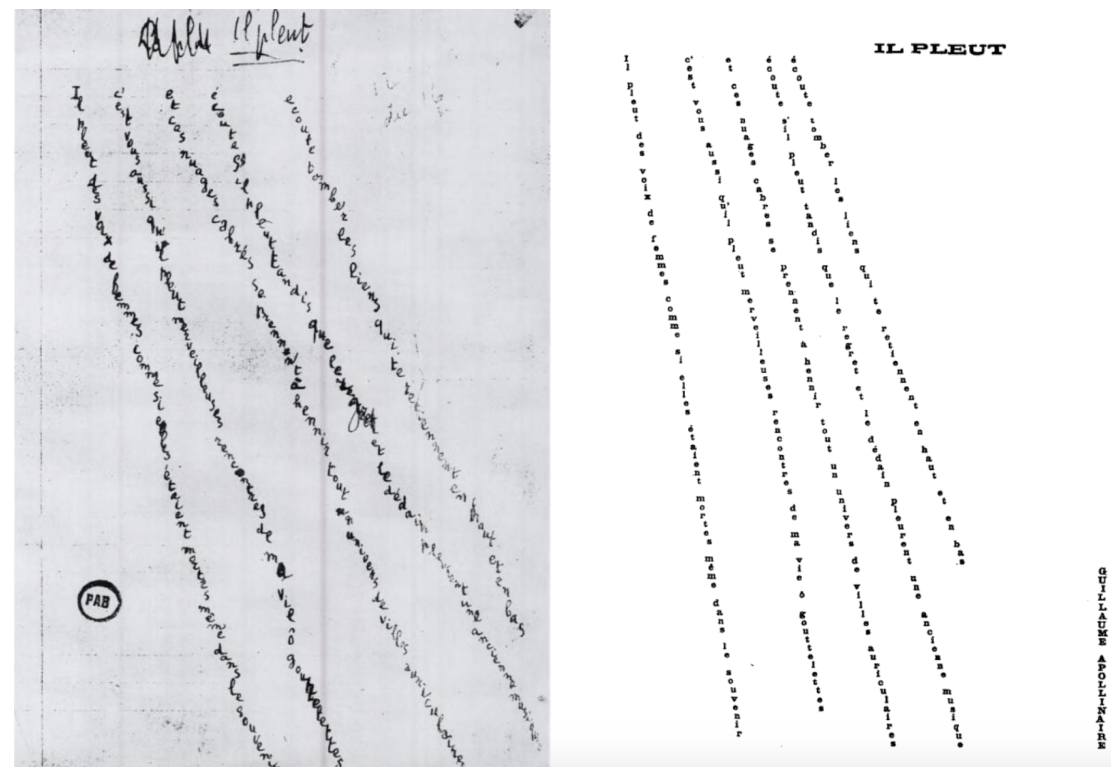 Il pleut
Il pleut des voix de femmes comme si elles étaient mortes même dans le
c'est vous aussi qu'il pleut merveilleuses rencontres de ma vie ô gouttelettes
et ces nuages cabrés se prennent à hennir tout un univers de villes auriculaires
écoute s'il pleut tandis que le regret et le dédain pleurent une ancienne musique
ecoute tomber les liens qui te retiennent en haut et en bas
PAB
IL PLEUT
Il pleut des voix de femmes comme si elles étaient mortes même dans le souvenir
c'est vous aussi qu'il pleut merveilleuses rencontres de ma vie ô gouttelettes
et ces nuages cabrés se prennent à hennir tout un univers de villes auriculaires
écoute s'il pleut tandis que le regret et le dédain pleurent une ancienne musique
écoute tomber les liens qui te retiennent en haut et en bas
GUILLAUME APOLLINAIRE